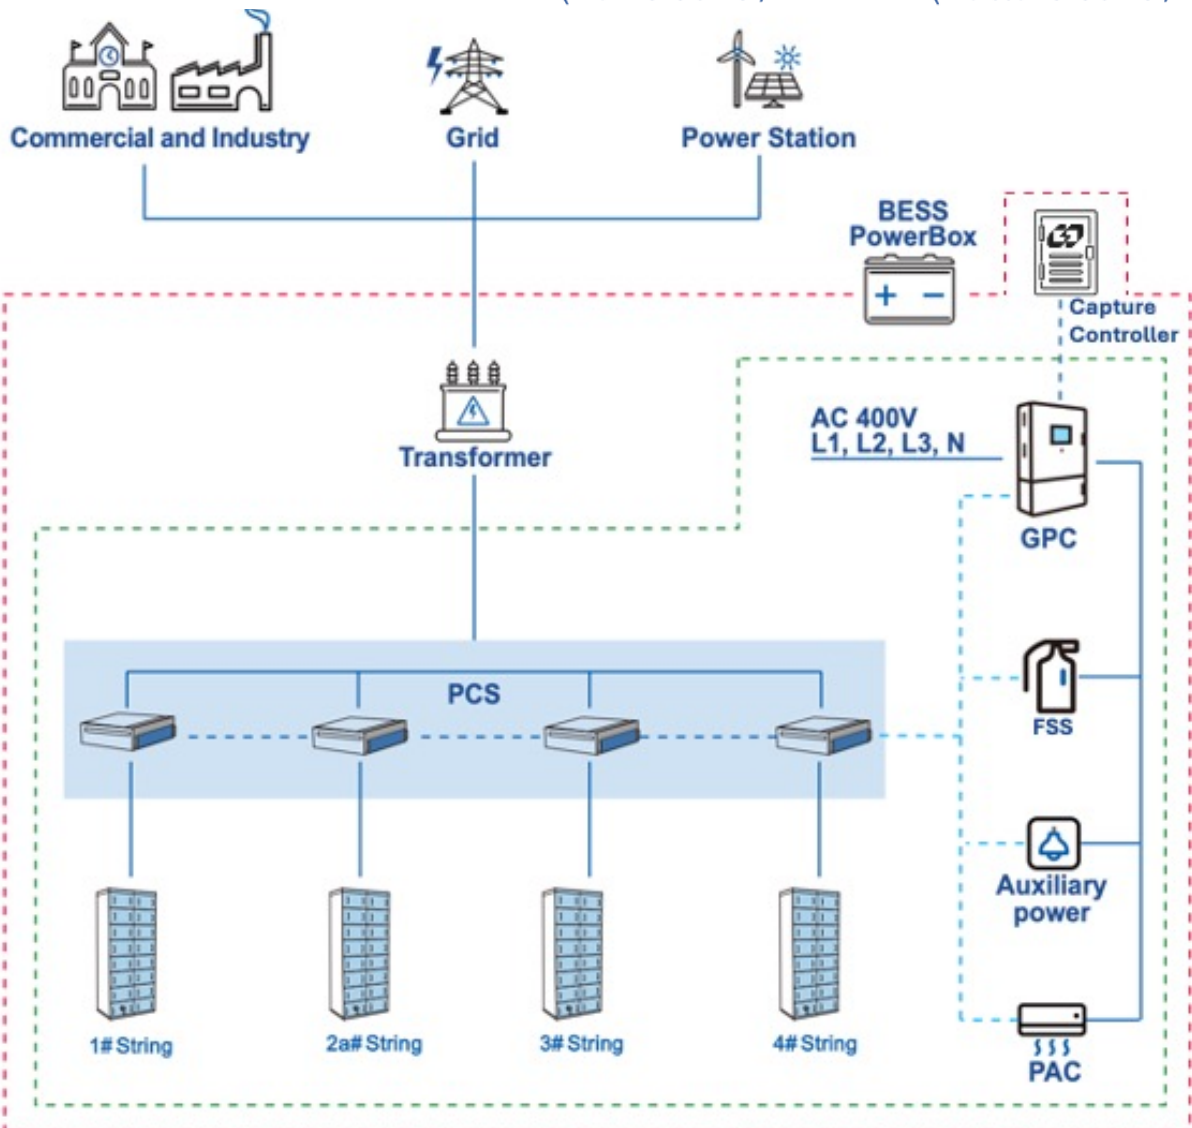 Commercial and Industry
Grid
Power Station
BESS
PowerBox
Capture
Controller
AC 400V
L1, L2, L3, N
Transformer
GPC
PCS
FSS
Auxiliary
power
1# String
2a# String
3# String
4# String
PAC